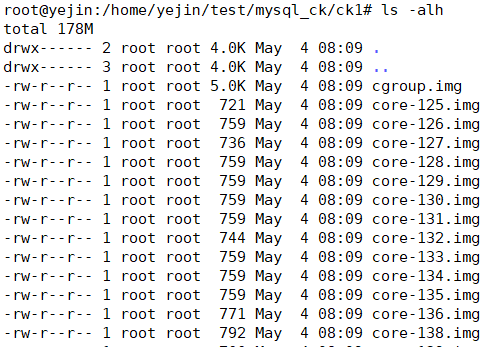 root@yejin:/home/yejin/test/mysql_ck/ck1# ls -alh
total 178M
drwx------ 2 root root 4.0K May  4 08:09 .
drwx------ 3 root root 4.0K May  4 08:09 ..
-rw-r--r-- 1 root root 5.0K May  4 08:09 cgroup.img
-rw-r--r-- 1 root root  721 May  4 08:09 core-125.img
-rw-r--r-- 1 root root  759 May  4 08:09 core-126.img
-rw-r--r-- 1 root root  736 May  4 08:09 core-127.img
-rw-r--r-- 1 root root  759 May  4 08:09 core-128.img
-rw-r--r-- 1 root root  759 May  4 08:09 core-129.img
-rw-r--r-- 1 root root  759 May  4 08:09 core-130.img
-rw-r--r-- 1 root root  759 May  4 08:09 core-131.img
-rw-r--r-- 1 root root  744 May  4 08:09 core-132.img
-rw-r--r-- 1 root root  759 May  4 08:09 core-133.img
-rw-r--r-- 1 root root  759 May  4 08:09 core-134.img
-rw-r--r-- 1 root root  759 May  4 08:09 core-135.img
-rw-r--r-- 1 root root  771 May  4 08:09 core-136.img
-rw-r--r-- 1 root root  792 May  4 08:09 core-138.img